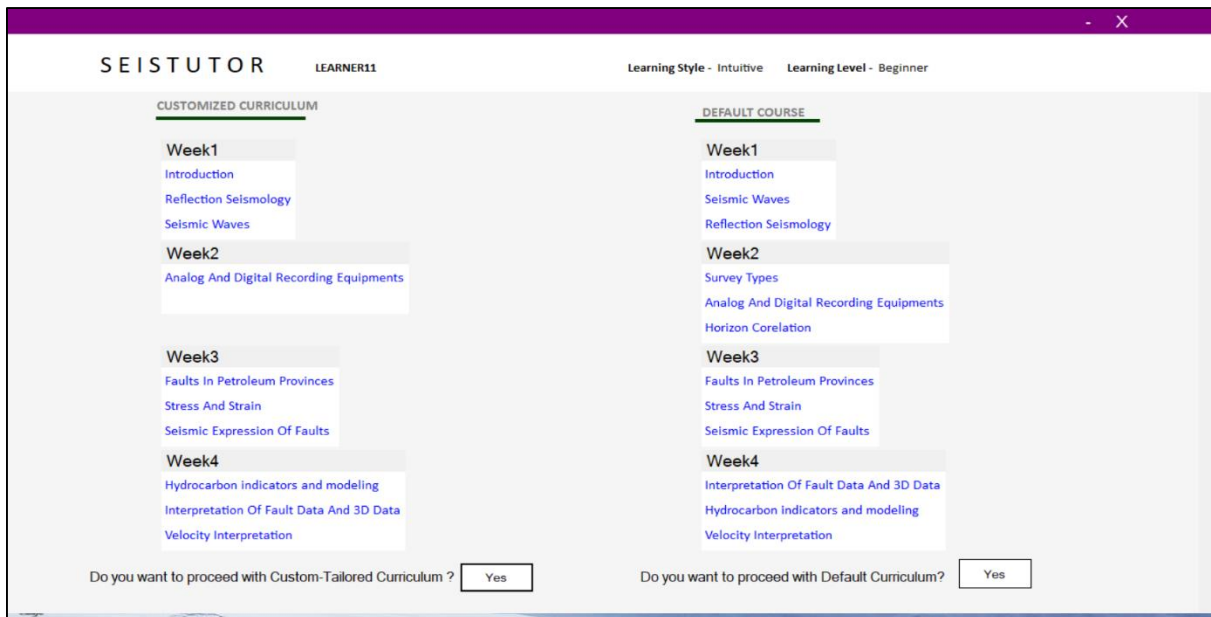 - X
SEISTUTOR LEARNER11 Learning Style - Intuitive Learning Level - Beginner
CUSTOMIZED CURRICULUM
Week1
Introduction
Reflection Seismology
Seismic Waves
Week2
Analog And Digital Recording Equipments
Week3
Faults In Petroleum Provinces
Stress And Strain
Seismic Expression Of Faults
Week4
Hydrocarbon indicators and modeling
Interpretation Of Fault Data And 3D Data
Velocity Interpretation
Do you want to proceed with Custom-Tailored Curriculum ? Yes
DEFAULT COURSE
Week1
Introduction
Seismic Waves
Reflection Seismology
Week2
Survey Types
Analog And Digital Recording Equipments
Horizon Corelation
Week3
Faults In Petroleum Provinces
Stress And Strain
Seismic Expression Of Faults
Week4
Interpretation Of Fault Data And 3D Data
Hydrocarbon indicators and modeling
Velocity Interpretation
Do you want to proceed with Default Curriculum? Yes